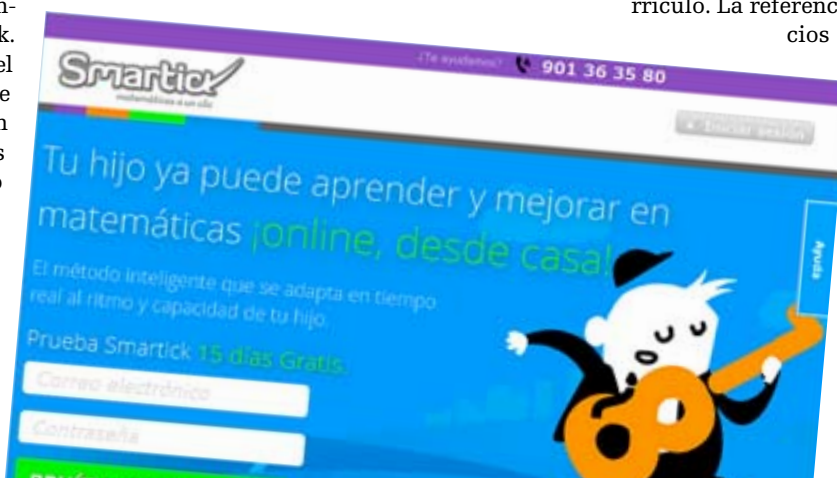 rrículo. La referenc
cios
k.
el
e
n
s
o
¿Te ayudamos? 901 36 35 80
Smartick
matemáticas a un clic
Iniciar sesión
Tu hijo ya puede aprender y mejorar en
matemáticas ¡online, desde casa!
El método inteligente que se adapta en tiempo
real al ritmo y capacidad de tu hijo.
Ayuda
Prueba Smartick 15 días Gratis.
Correo electrónico
Contraseña